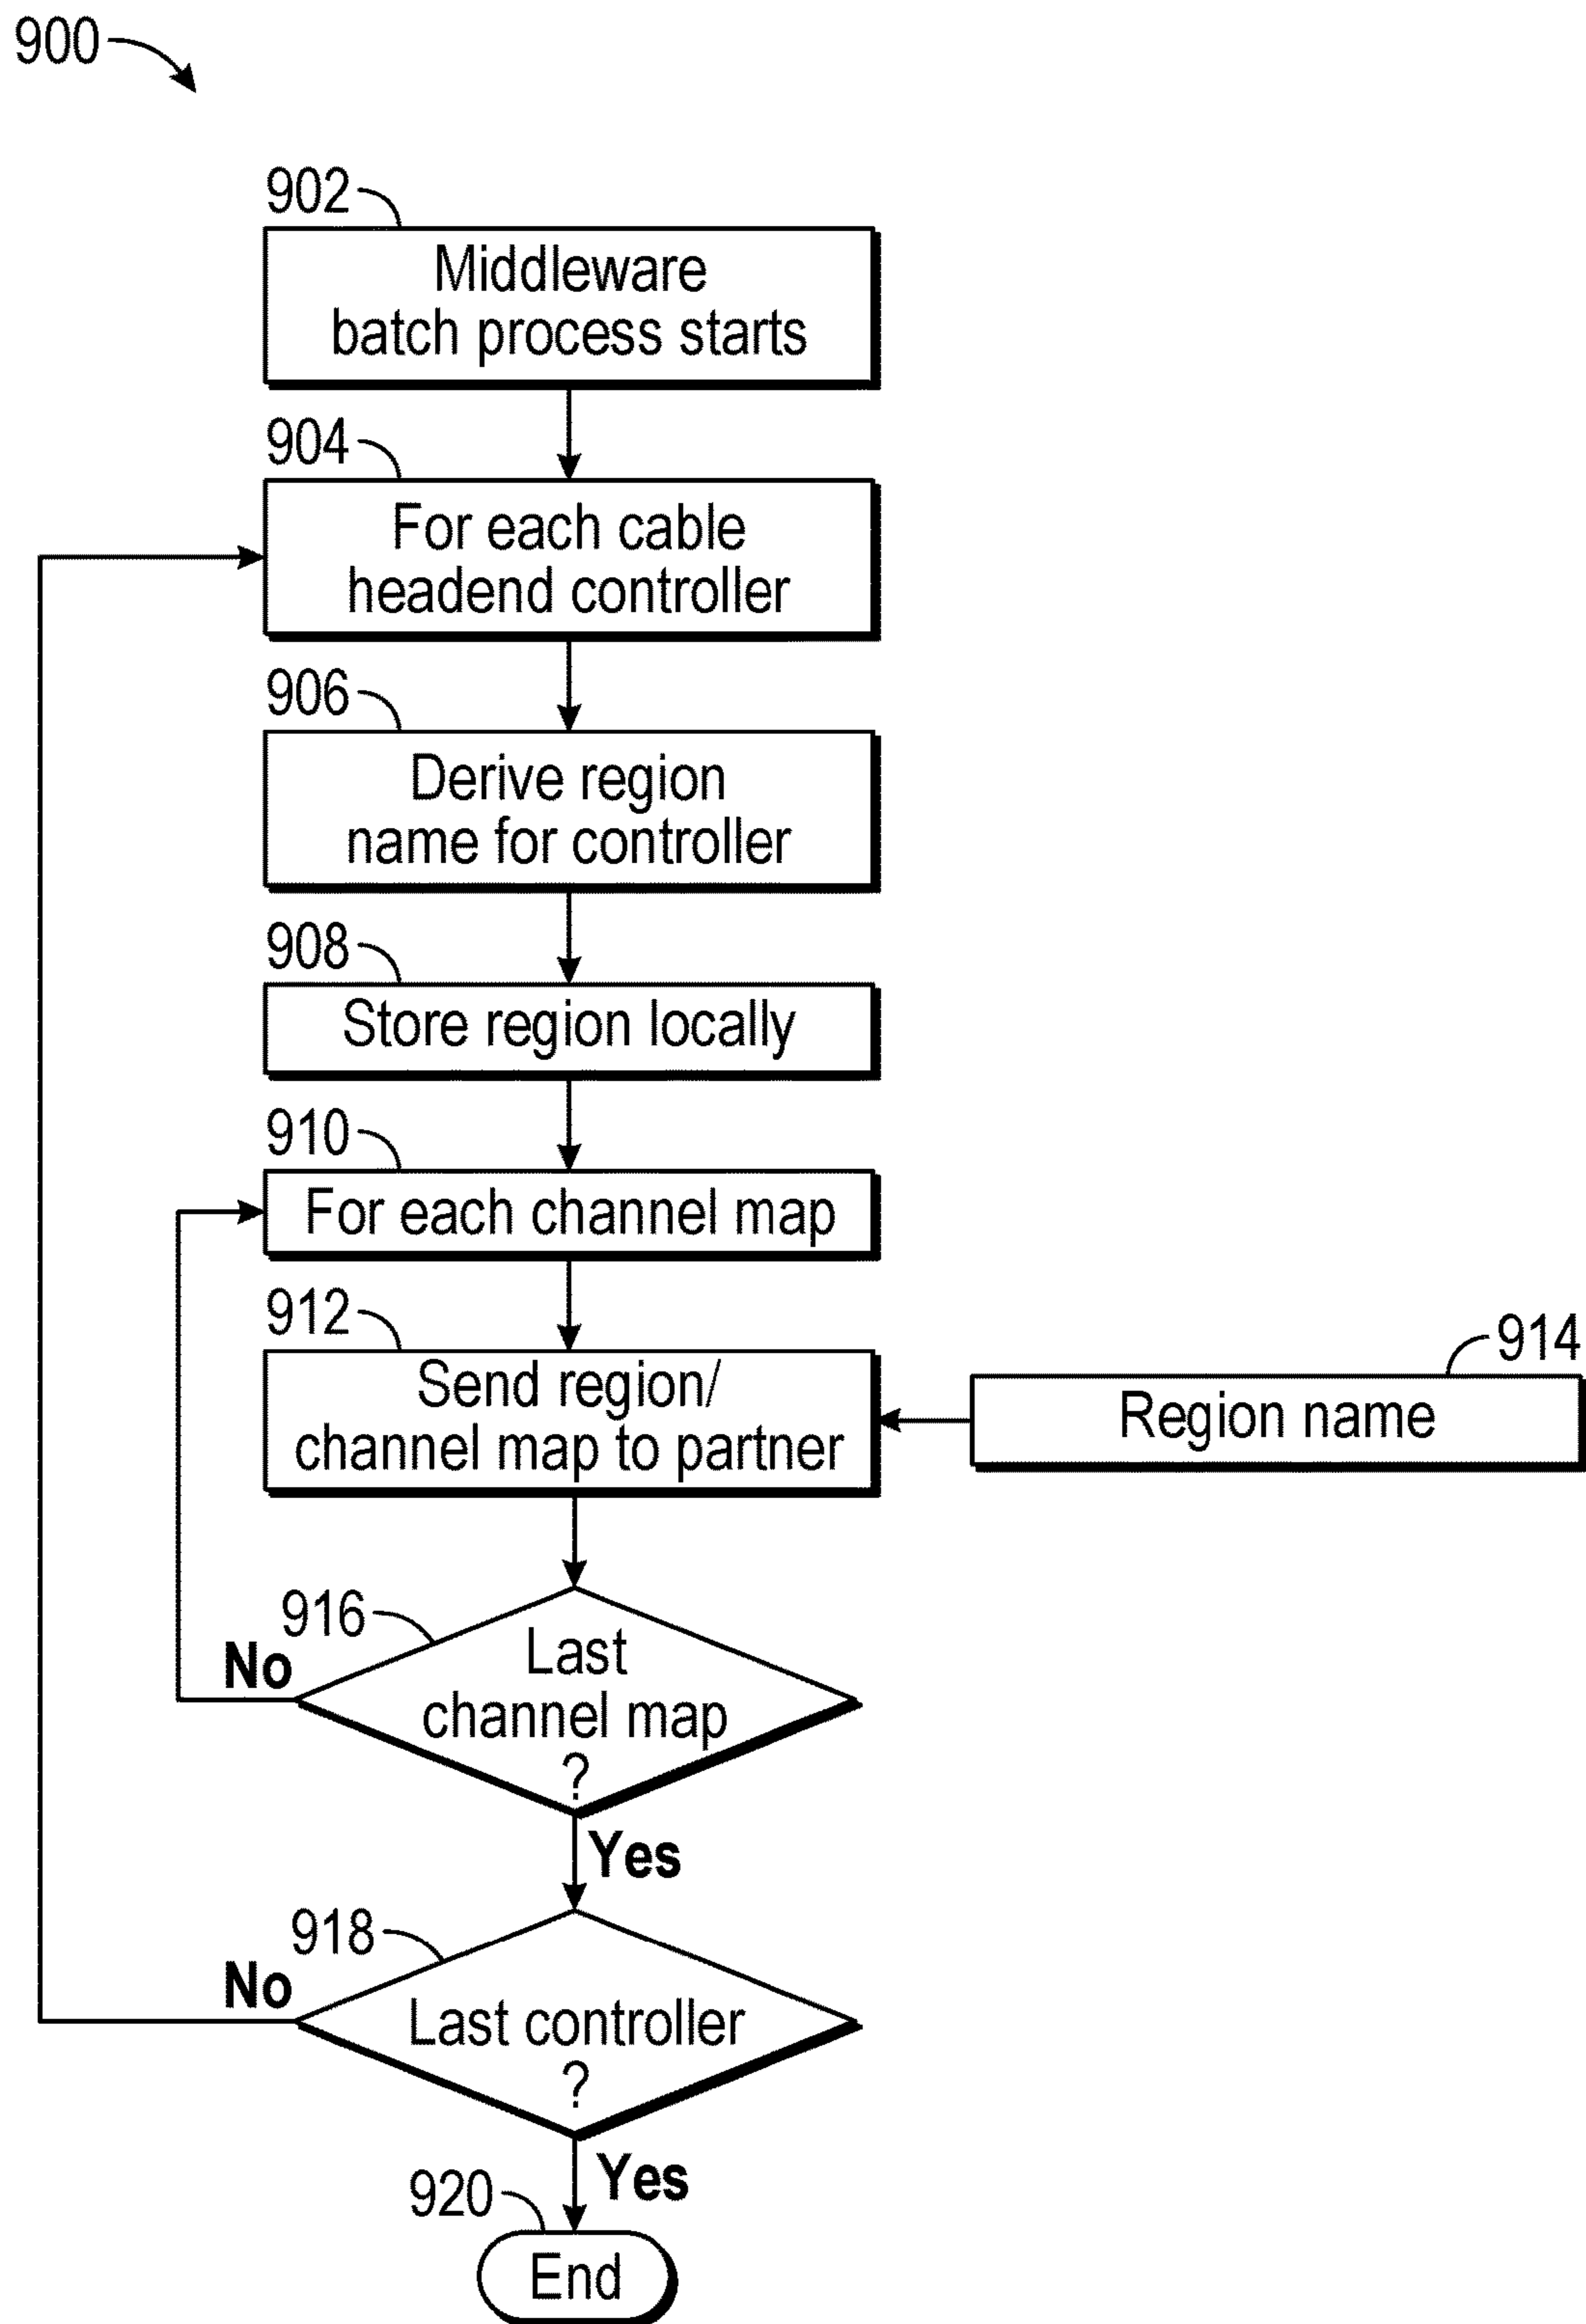 900
902
Middleware
batch process starts
904
For each cable
headend controller
906
Derive region
name for controller
908
Store region locally
910
For each channel map
912
Send region/
channel map to partner
914
Region name
916
Last
channel map
?
No
Yes
918
Last controller
?
No
Yes
920
End